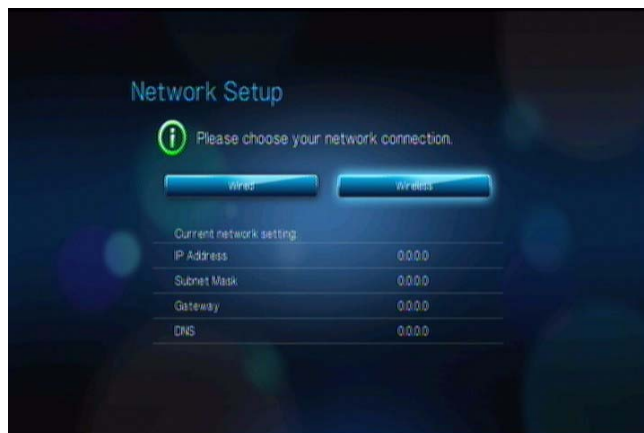 Network Setup
i Please choose your network connection.
Wired Wireless
Current network setting:
IP Address 0.0.0.0
Subnet Mask 0.0.0.0
Gateway 0.0.0.0
DNS 0.0.0.0